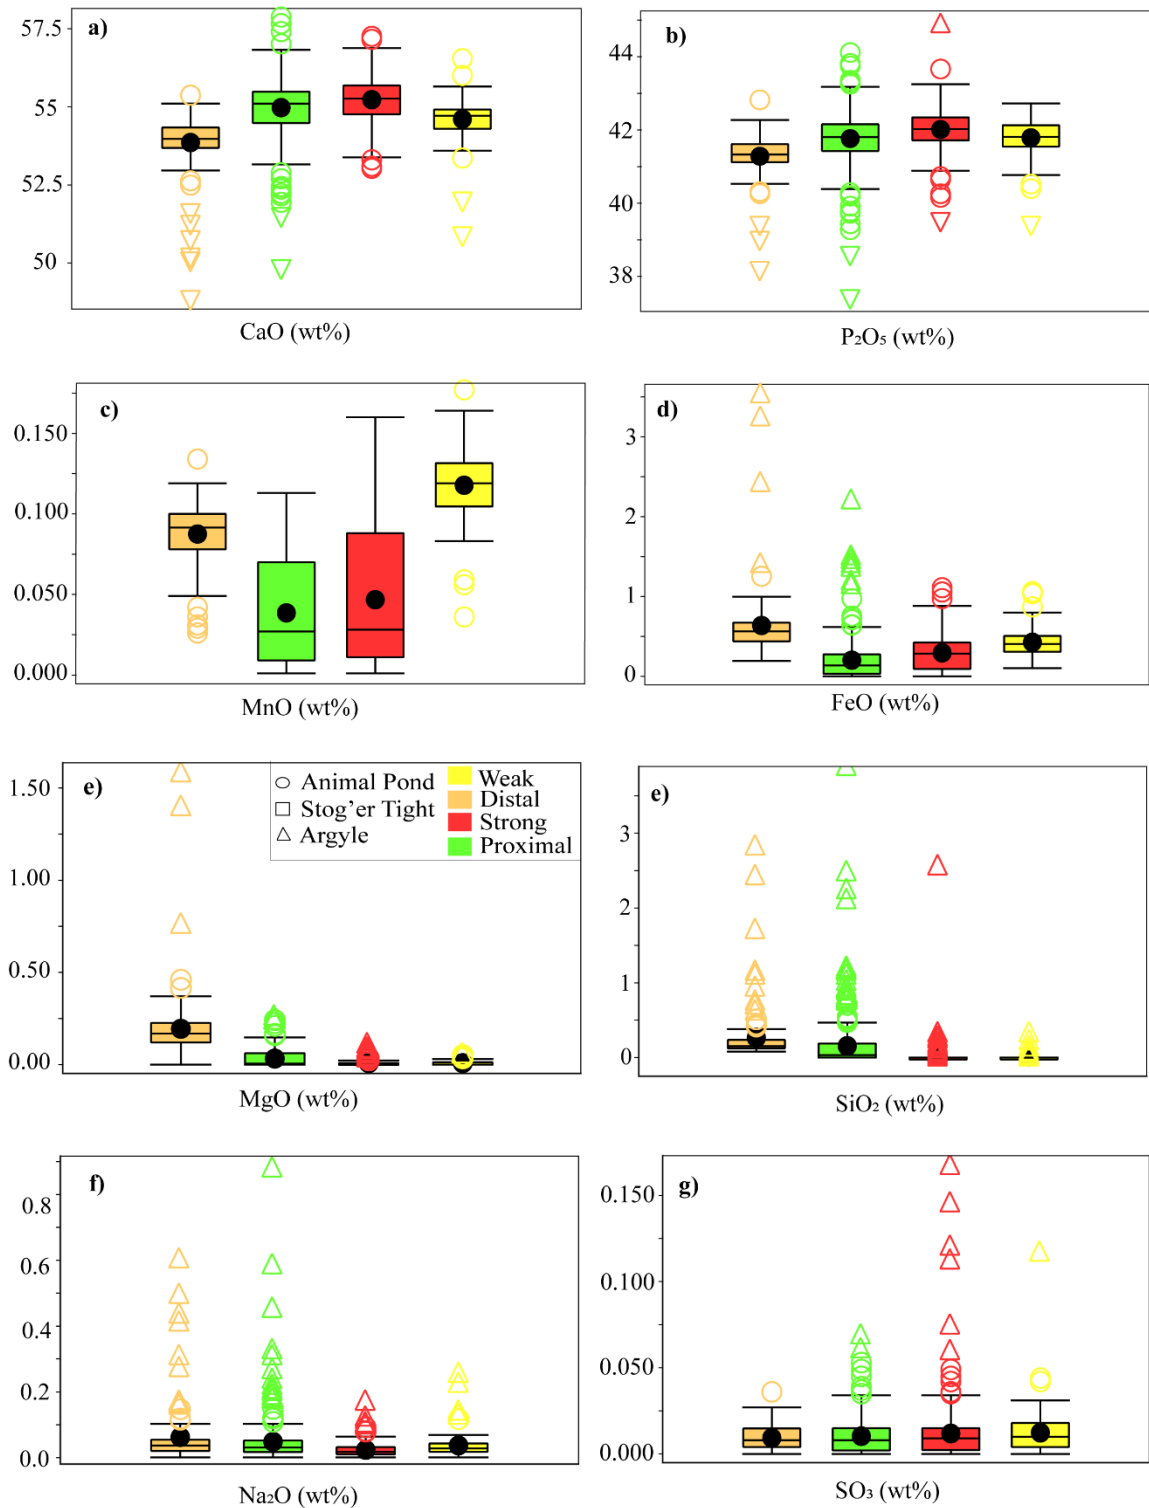 a)
57.5
55
52.5
50
CaO (wt%)
b)
44
42
40
38
P₂O₅ (wt%)
c)
0.150
0.100
0.050
0.000
MnO (wt%)
d)
3
2
1
0
FeO (wt%)
e)
1.50
1.00
0.50
0.00
Animal Pond
Stog'er Tight
Argyle
Weak
Distal
Strong
Proximal
MgO (wt%)
e)
3
2
1
0
SiO₂ (wt%)
f)
0.8
0.6
0.4
0.2
0.0
Na₂O (wt%)
g)
0.150
0.100
0.050
0.000
SO₃ (wt%)